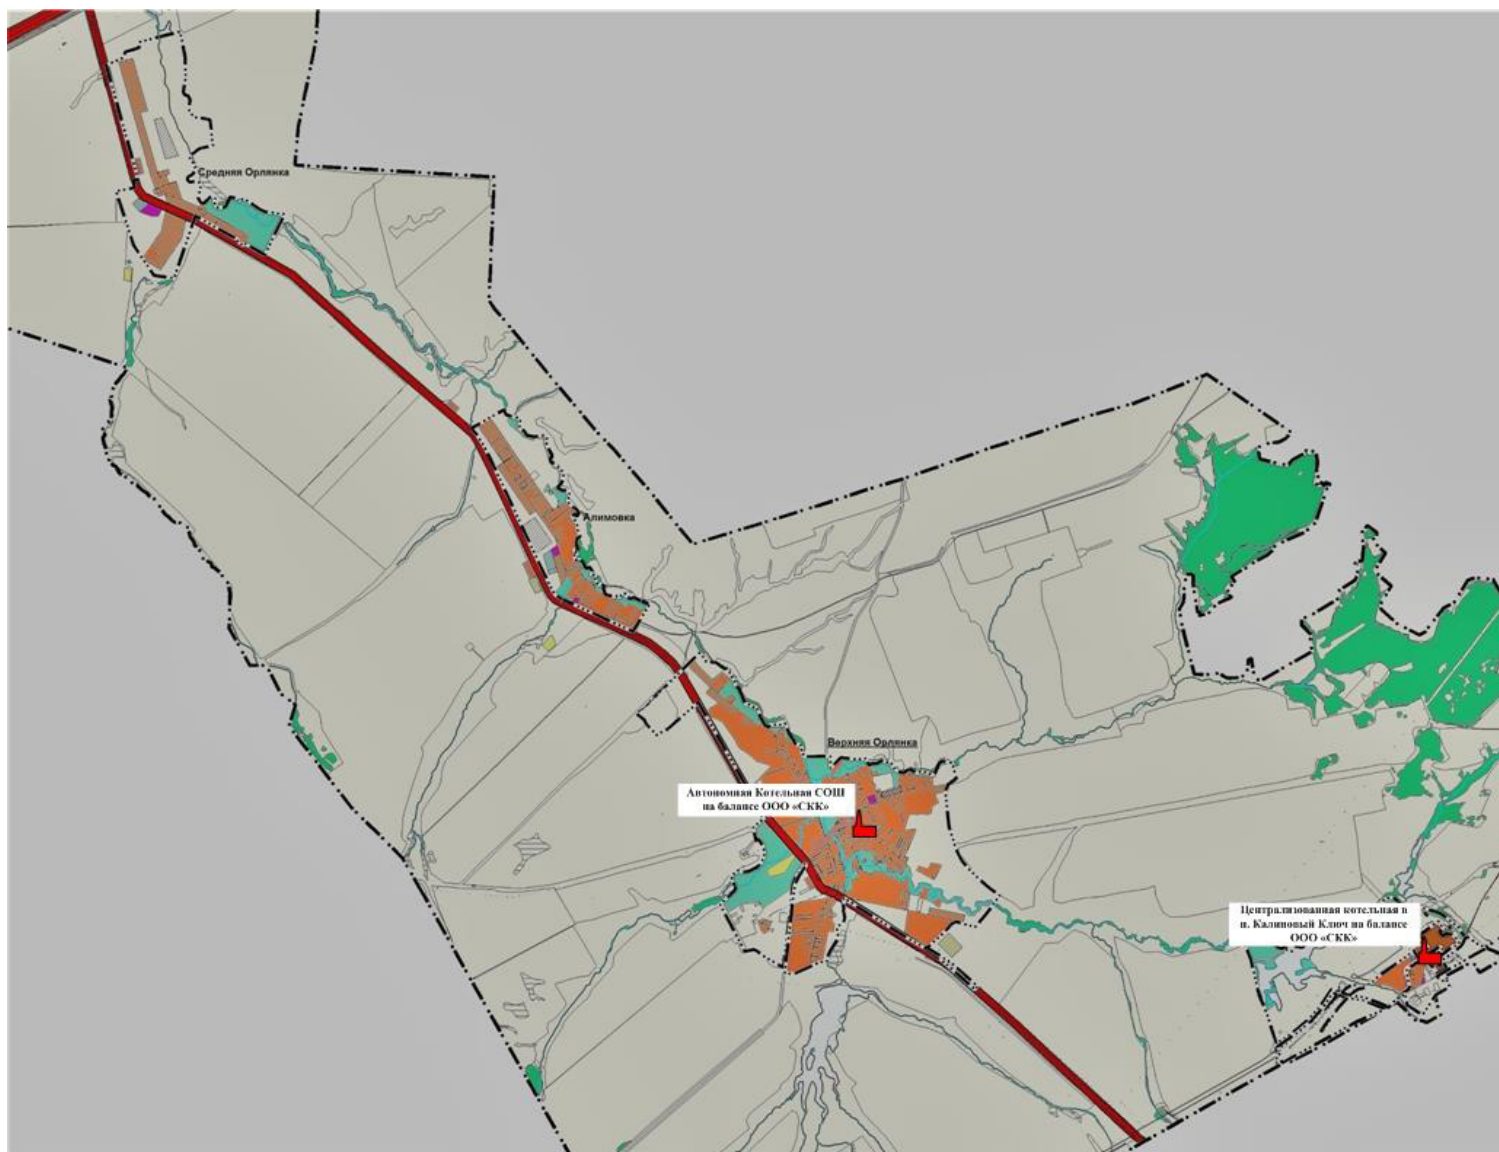 Средняя Орлянка
Алимовка
Верхняя Орлянка
Автономная Котельная СОШ
на балансе ООО «СКК»
Централизованная котельная в
п. Калиновый Ключ на балансе
ООО «СКК»